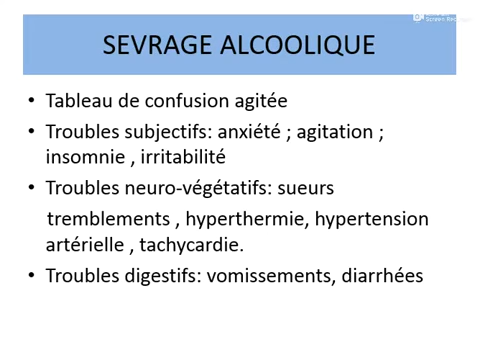 SEVRAGE ALCOOLIQUE
• Tableau de confusion agitée
• Troubles subjectifs: anxiété ; agitation ;
insomnie , irritabilité
• Troubles neuro-végétatifs: sueurs
tremblements , hyperthermie, hypertension
artérielle , tachycardie.
• Troubles digestifs: vomissements, diarrhées